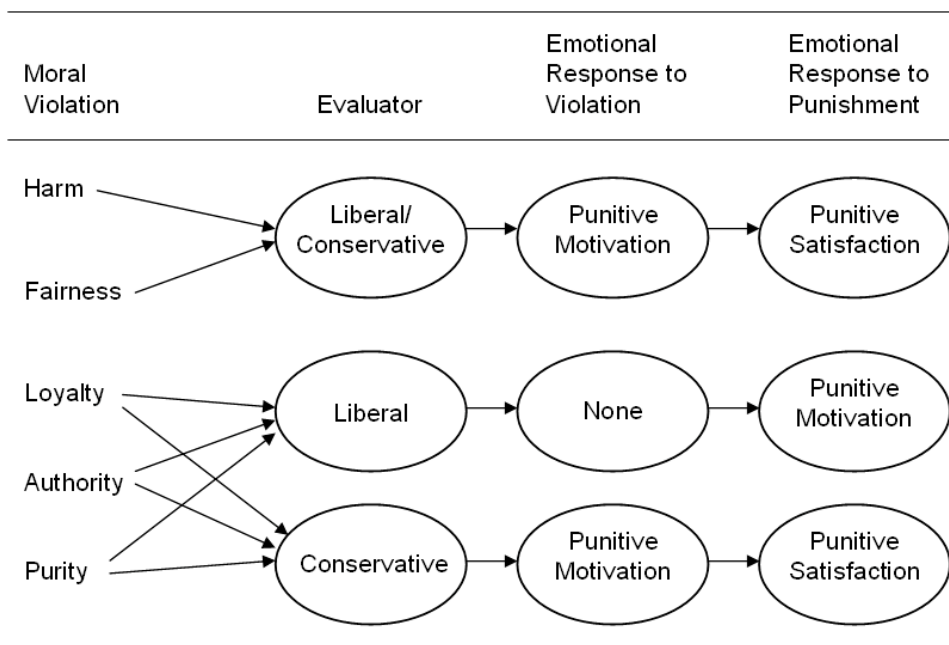 Moral
Violation
Evaluator
Emotional
Response to
Violation
Emotional
Response to
Punishment
Harm
Fairness
Liberal/
Conservative
Punitive
Motivation
Punitive
Satisfaction
Loyalty
Authority
Purity
Liberal
None
Punitive
Motivation
Conservative
Punitive
Motivation
Punitive
Satisfaction